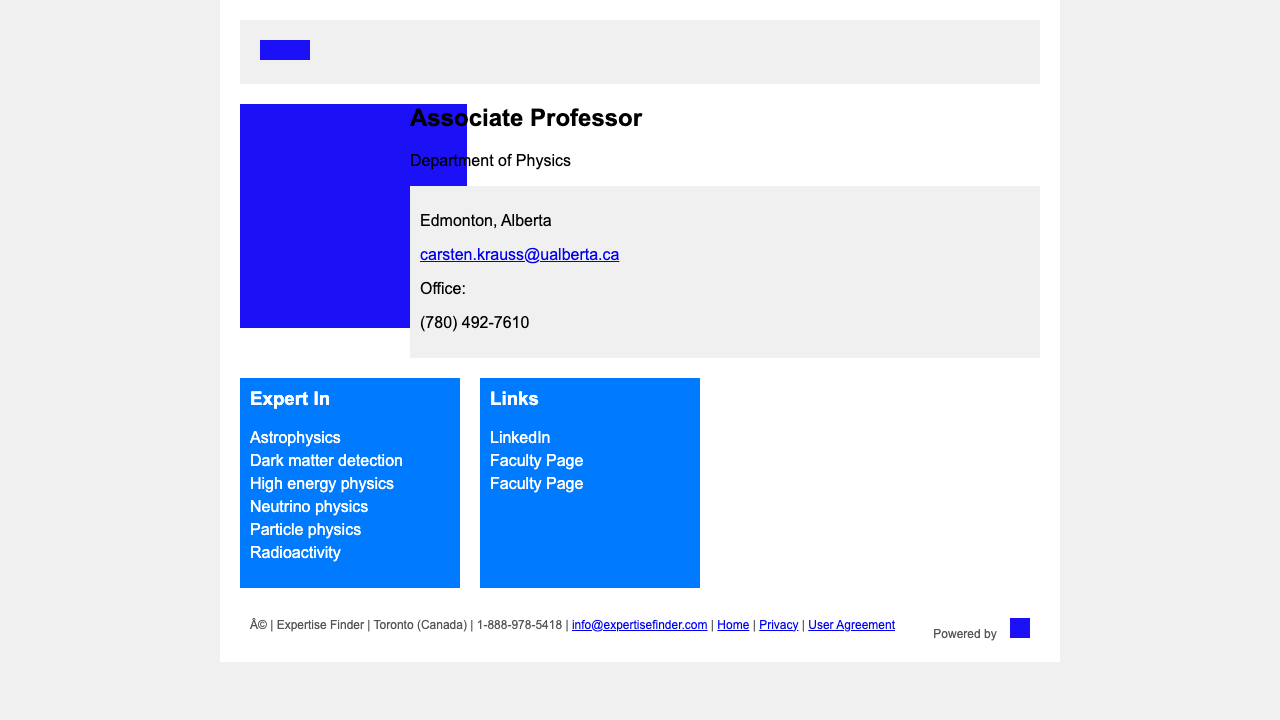 Associate Professor
Department of Physics
Edmonton, Alberta
carsten.krauss@ualberta.ca
Office:
(780) 492-7610
Expert In
Astrophysics
Dark matter detection
High energy physics
Neutrino physics
Particle physics
Radioactivity
Links
LinkedIn
Faculty Page
Faculty Page
Â© | Expertise Finder | Toronto (Canada) | 1-888-978-5418 | info@expertisefinder.com | Home | Privacy | User Agreement
Powered by